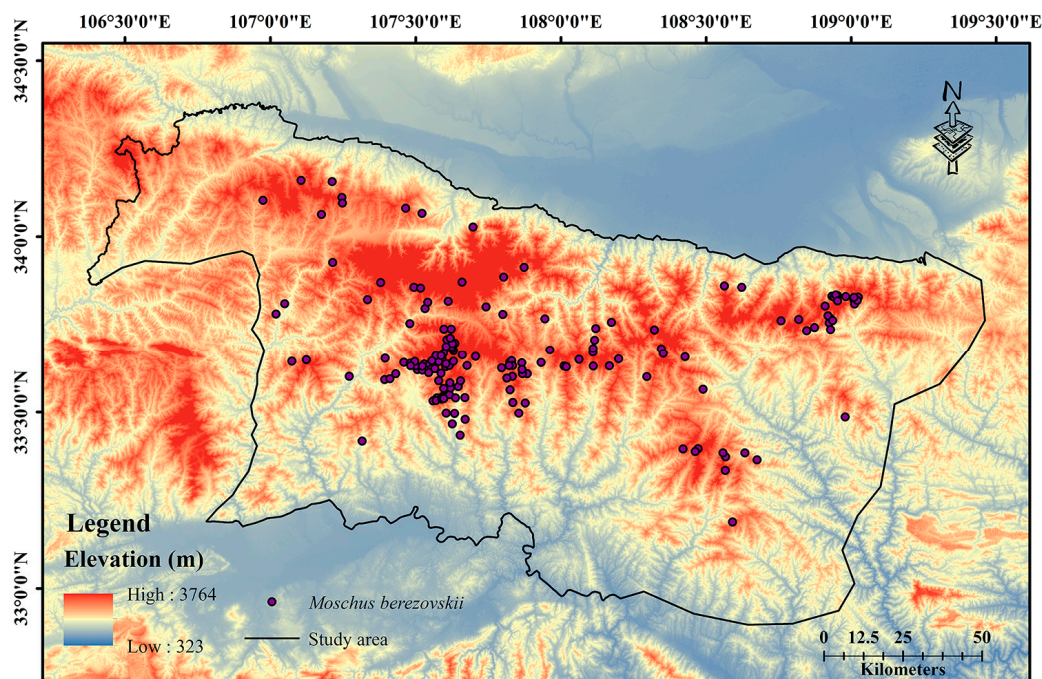 106°30'0"E 107°0'0"E 107°30'0"E 108°0'0"E 108°30'0"E 109°0'0"E 109°30'0"E
34°30'0"N
34°0'0"N
33°30'0"N
33°0'0"N
N
Legend
Elevation (m)
High : 3764
Low : 323
Moschus berezovskii
Study area
0 12.5 25 50
Kilometers